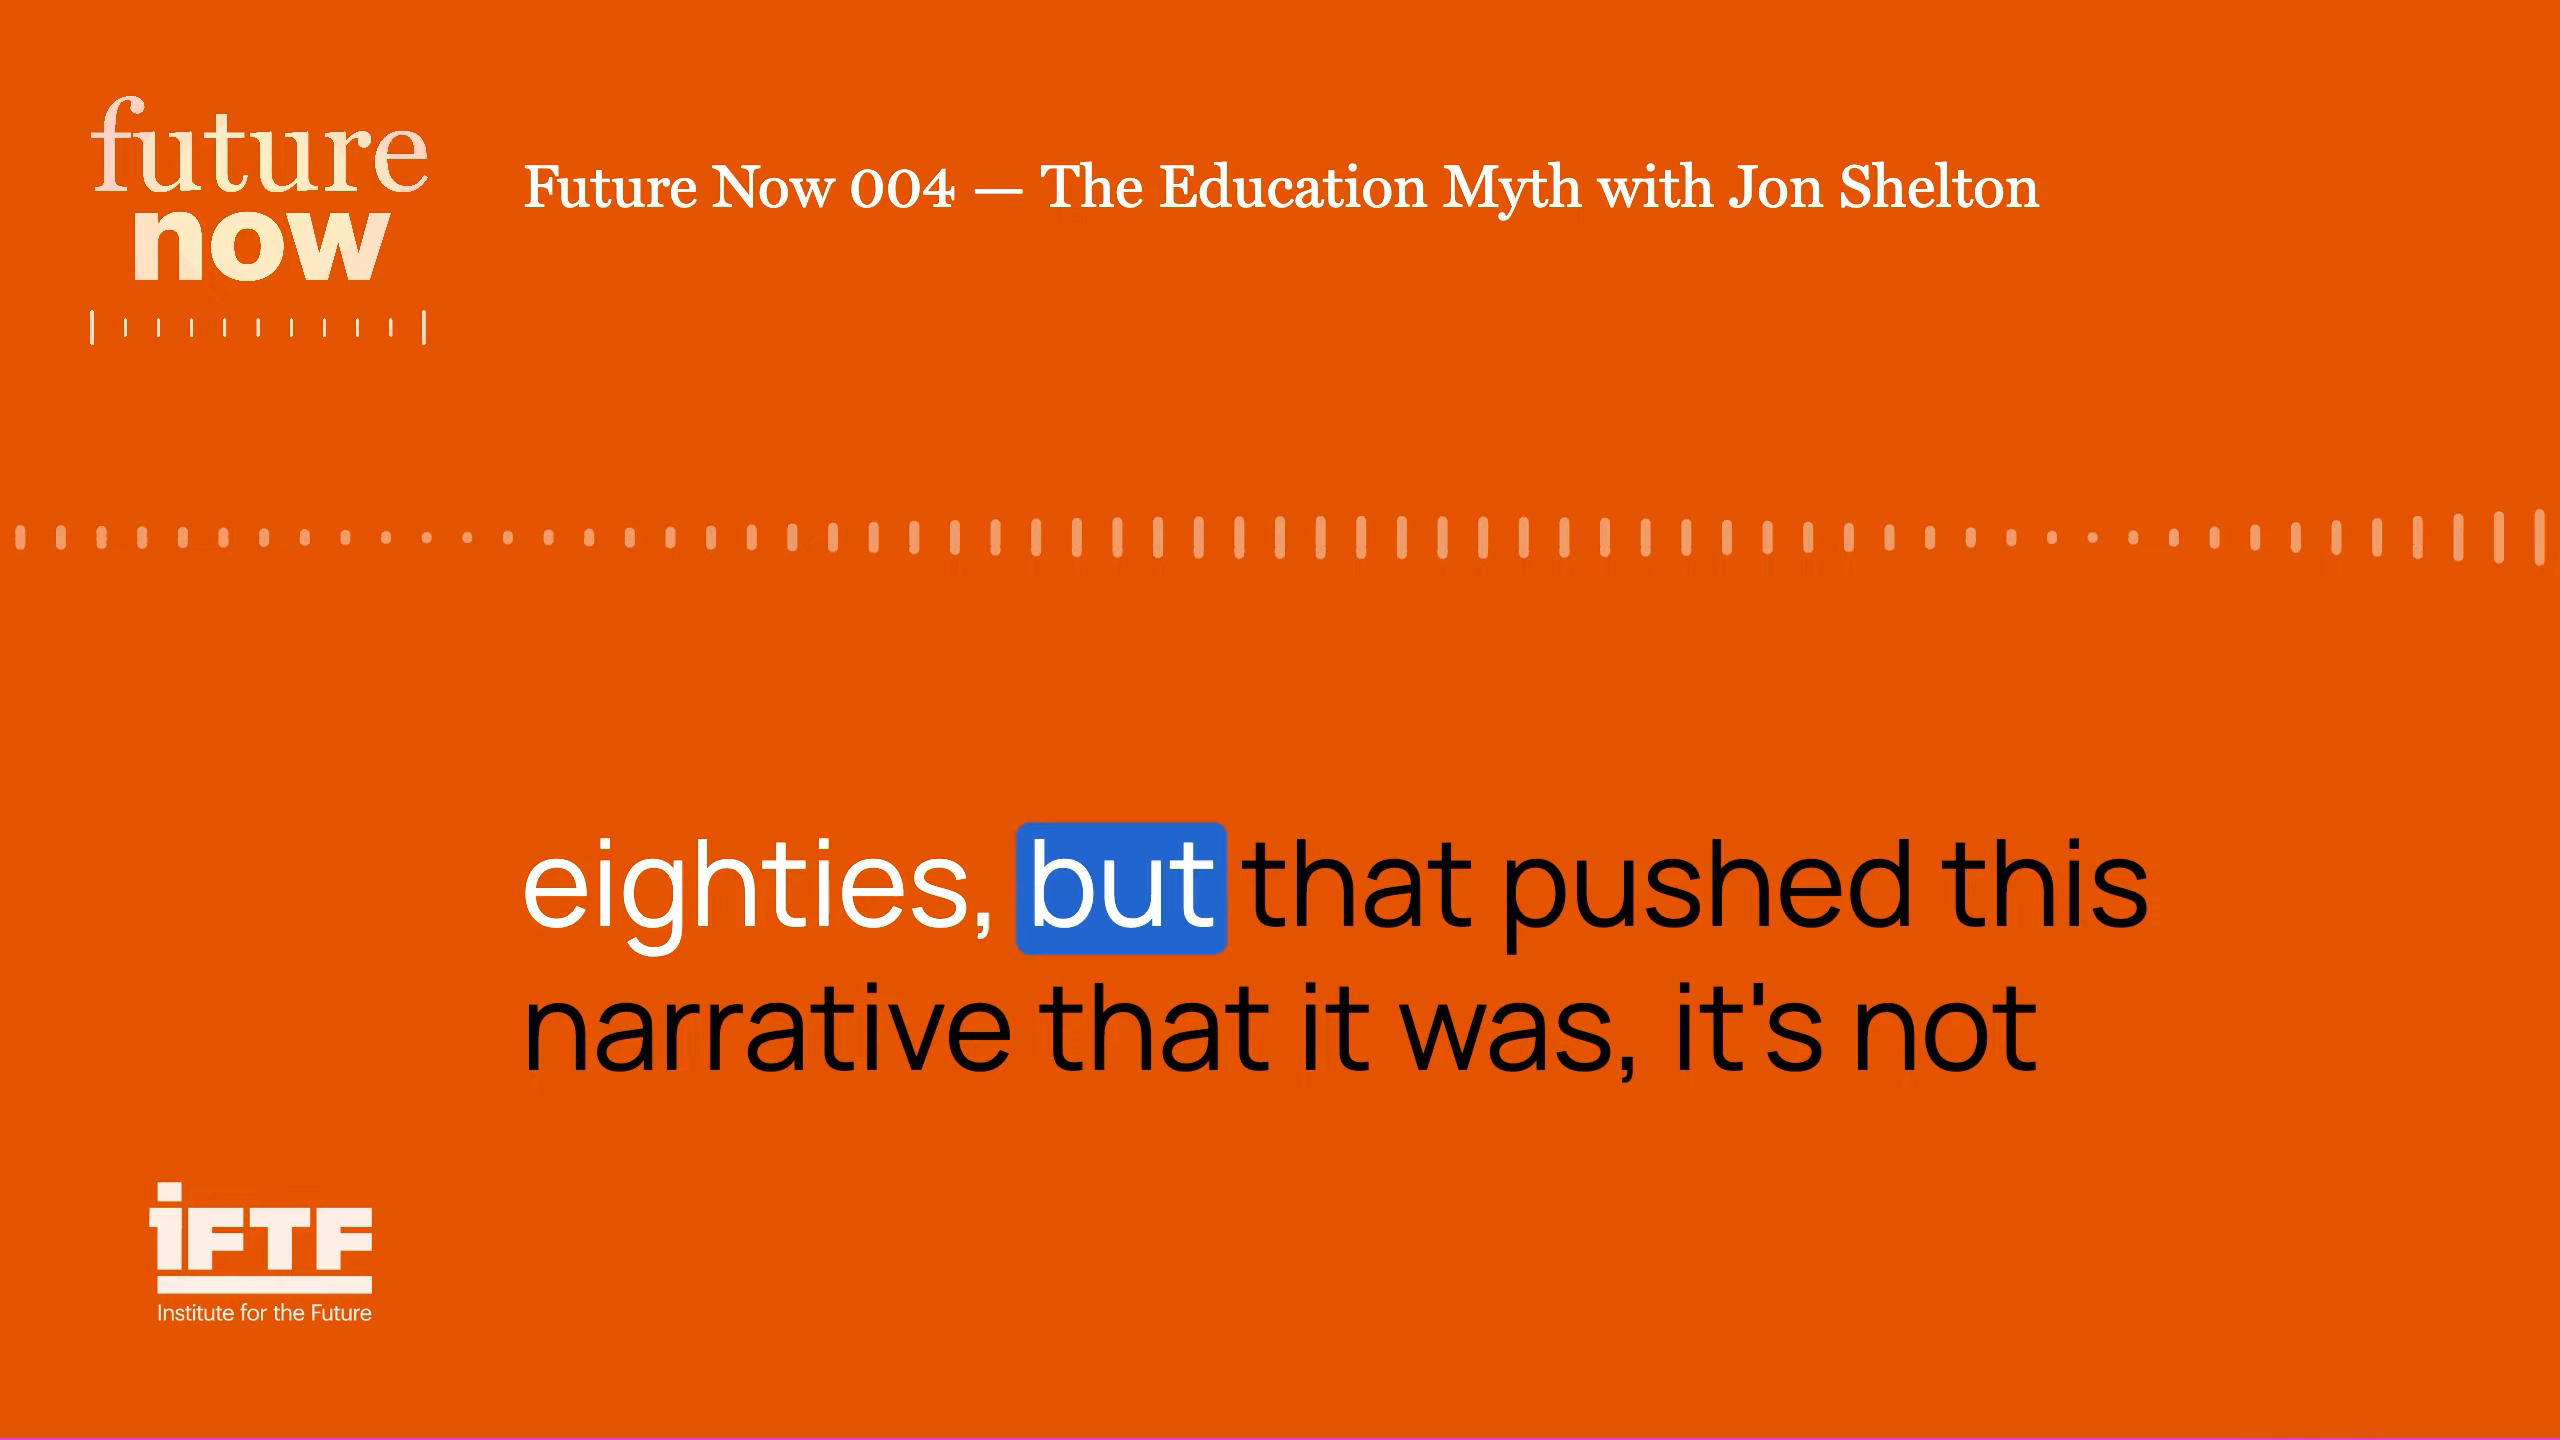 future
now
Future Now 004 — The Education Myth with Jon Shelton
eighties, but that pushed this
narrative that it was, it's not
iFTF
Institute for the Future